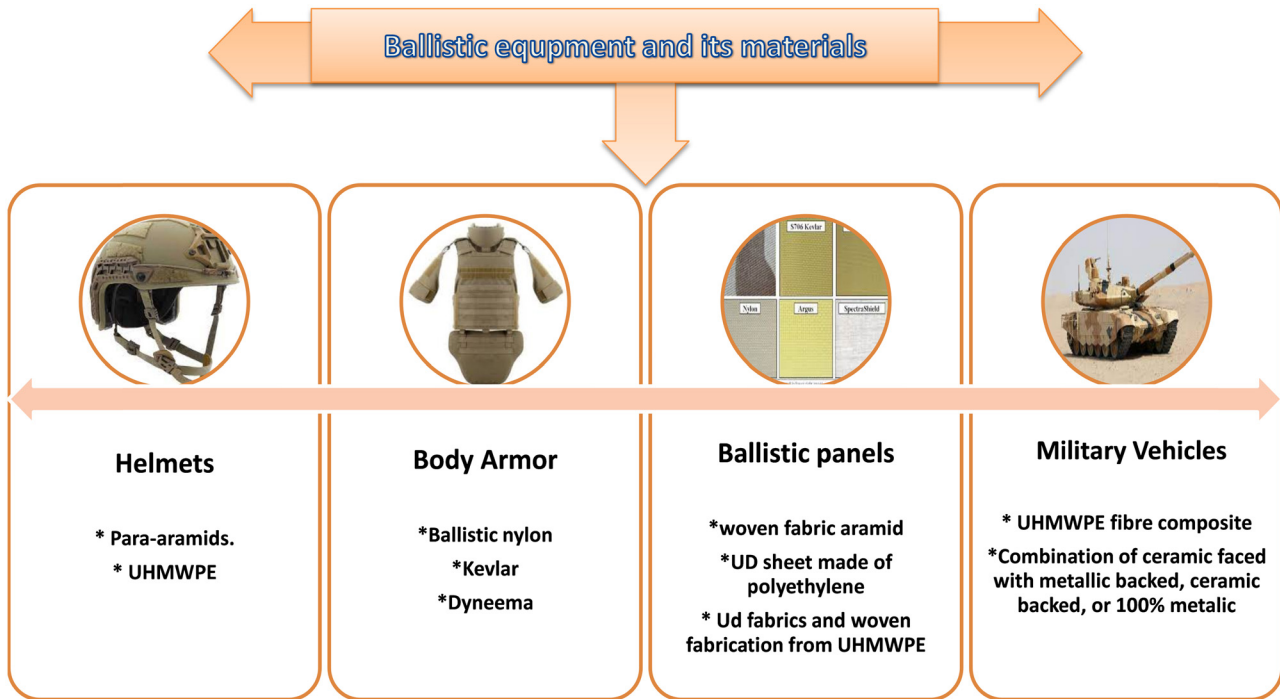 Ballistic equpment and its materials
S706 Kevlar
Nylon
Argus
SpectraShield
Helmets
* Para-aramids.
* UHMWPE
Body Armor
*Ballistic nylon
*Kevlar
*Dyneema
Ballistic panels
*woven fabric aramid
*UD sheet made of
polyethylene
* Ud fabrics and woven
fabrication from UHMWPE
Military Vehicles
* UHMWPE fibre composite
*Combination of ceramic faced
with metallic backed, ceramic
backed, or 100% metalic